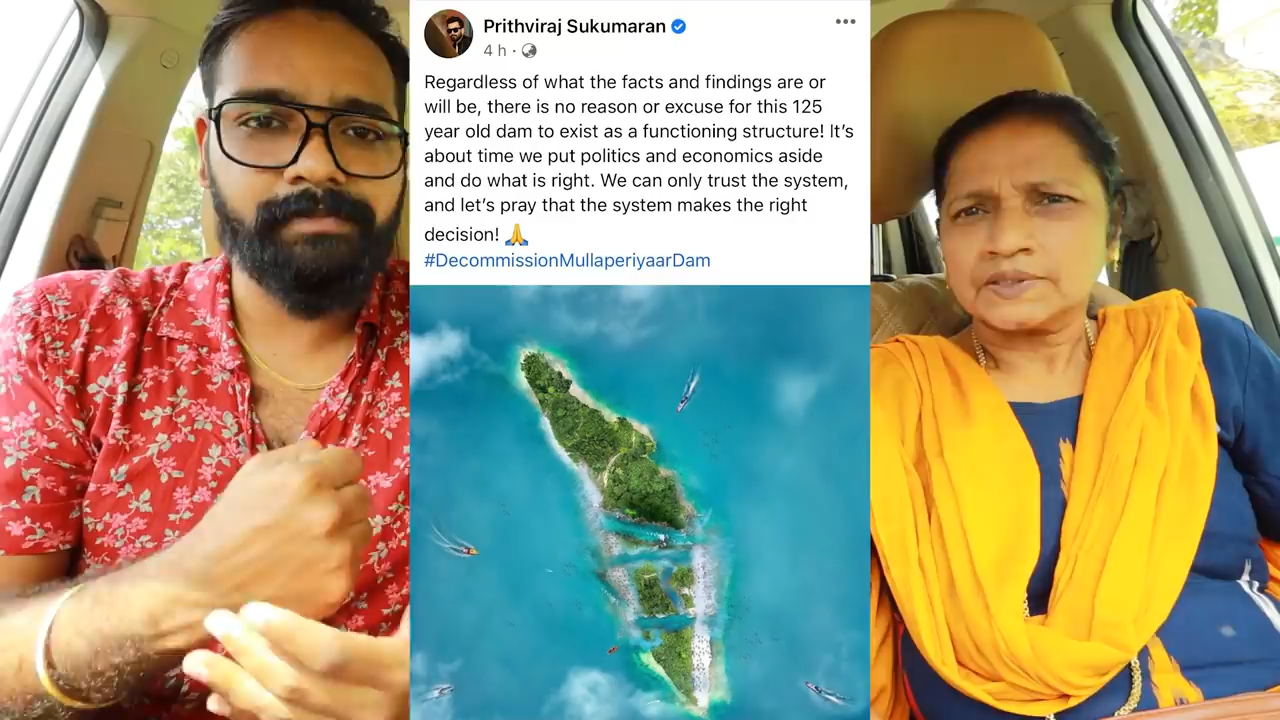 Prithviraj Sukumaran
4 h ·
Regardless of what the facts and findings are or
will be, there is no reason or excuse for this 125
year old dam to exist as a functioning structure! It's
about time we put politics and economics aside
and do what is right. We can only trust the system,
and let's pray that the system makes the right
decision! 🙏
#DecommissionMullaperiyaarDam